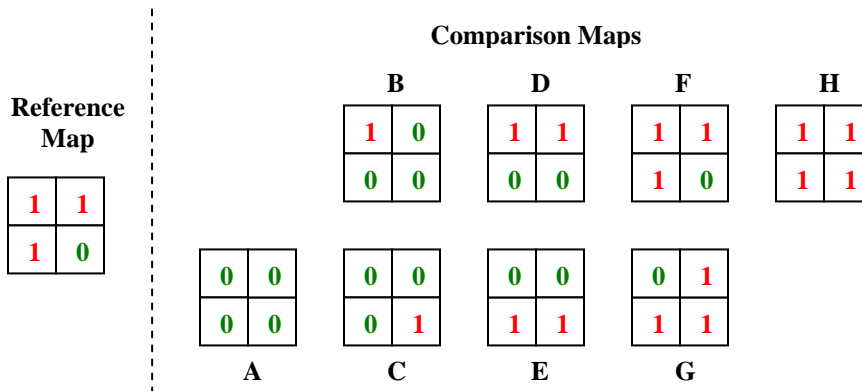 Comparison Maps
Reference
Map
1 1
1 0
B D F H
1 0 1 1 1 1 1 1
0 0 0 0 1 0 1 1
0 0 0 0 0 0 0 1
0 0 0 1 1 1 1 1
A C E G